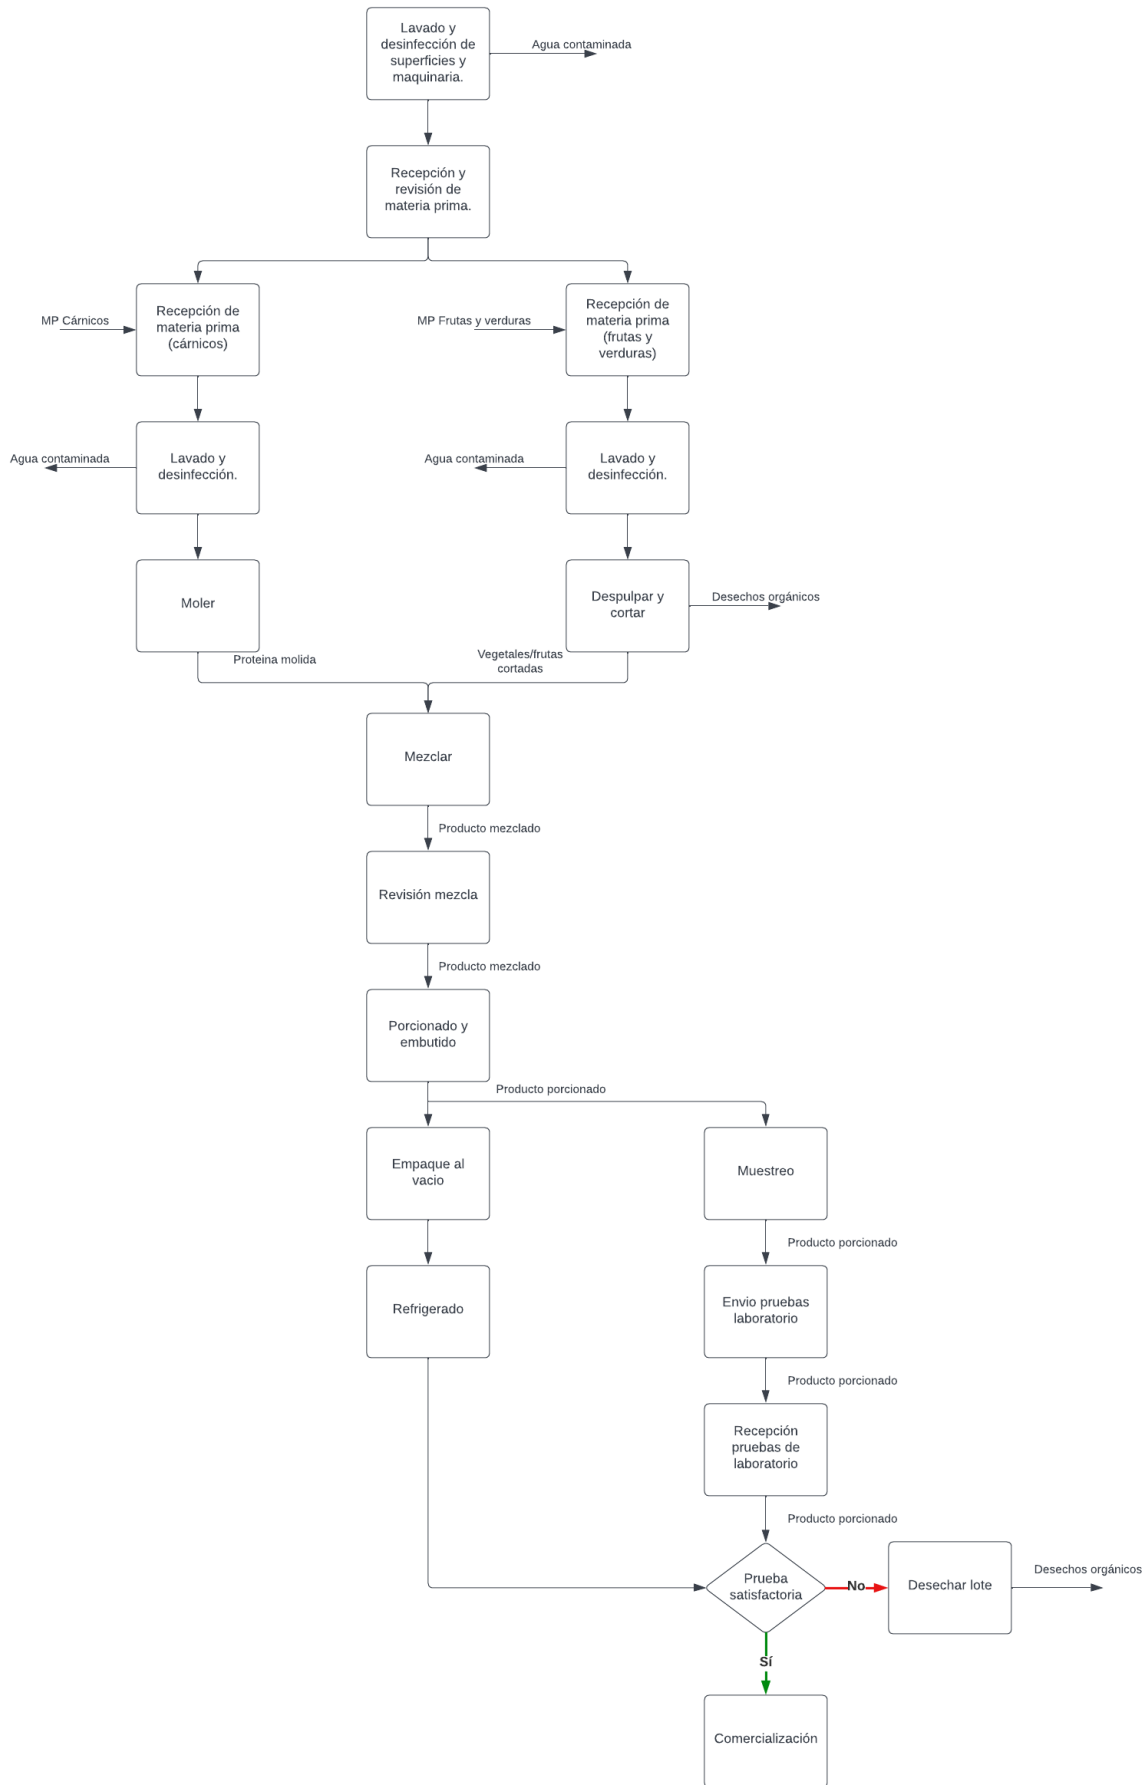 Lavado y
desinfección de
superficies y
maquinaria.
Agua contaminada
Recepción y
revisión de
materia prima.
MP Cárnicos
Recepción de
materia prima
(cárnicos)
MP Frutas y verduras
Recepción de
materia prima
(frutas y
verduras)
Agua contaminada
Lavado y
desinfección.
Agua contaminada
Lavado y
desinfección.
Moler
Despulpar y
cortar
Desechos orgánicos
Proteina molida
Vegetales/frutas
cortadas
Mezclar
Producto mezclado
Revisión mezcla
Producto mezclado
Porcionado y
embutido
Producto porcionado
Empaque al
vacio
Muestreo
Producto porcionado
Refrigerado
Envio pruebas
laboratorio
Producto porcionado
Recepción
pruebas de
laboratorio
Producto porcionado
Prueba
satisfactoria
No
Desechar lote
Desechos orgánicos
Sí
Comercialización